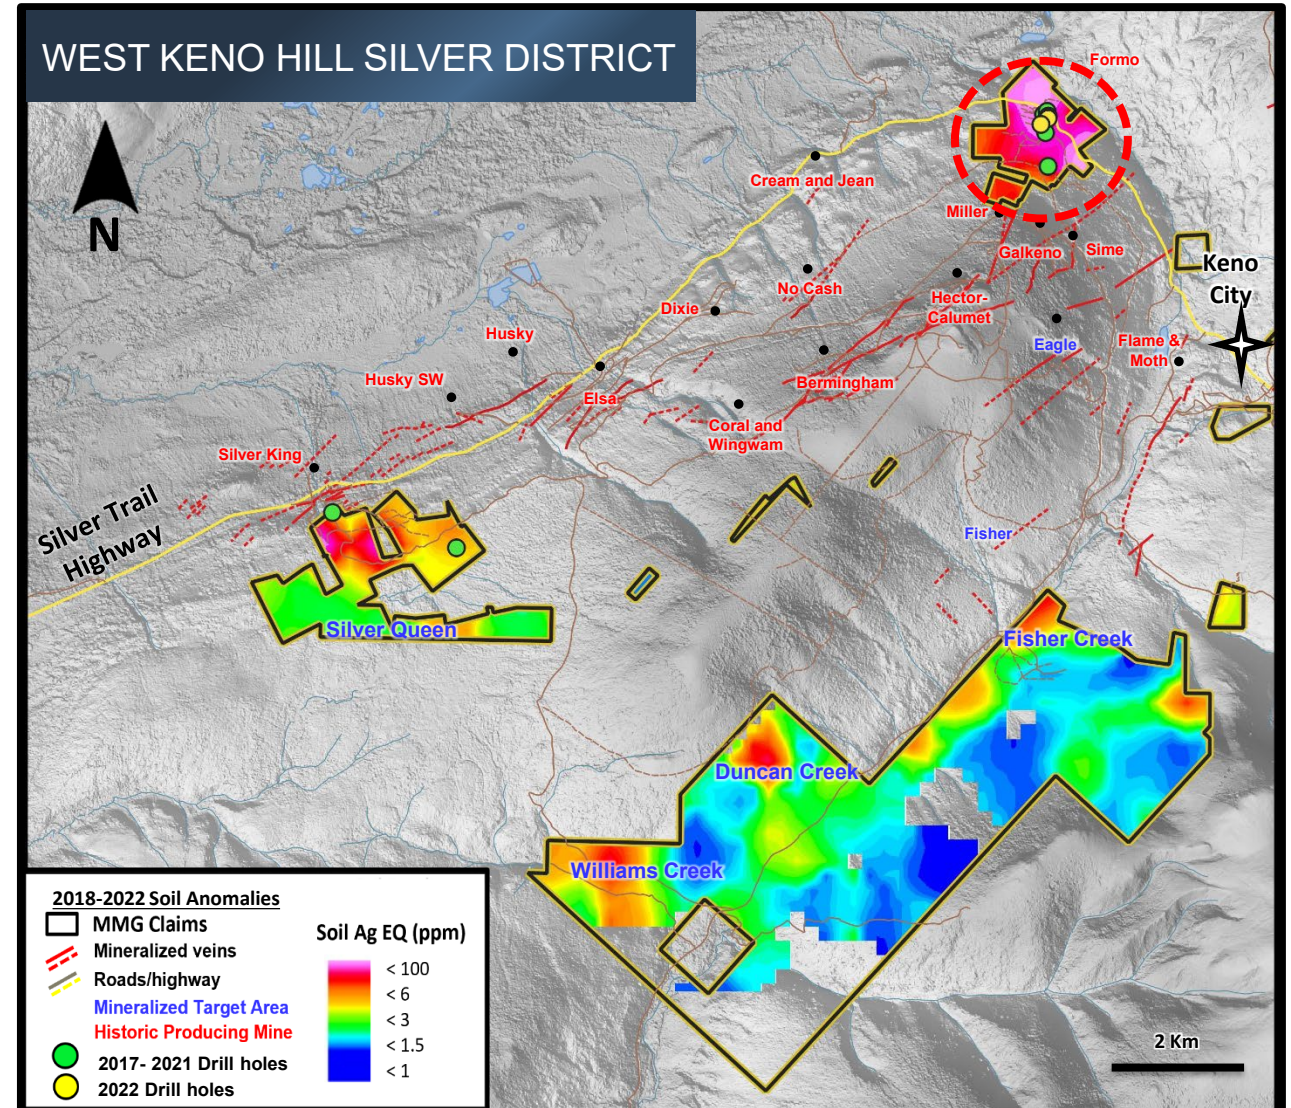 WEST KENO HILL SILVER DISTRICT
N
Formo
Cream and Jean
Miller
Galkeno
Sime
Keno
City
No Cash
Hector-
Calumet
Dixie
Eagle
Flame &
Moth
Husky
Husky SW
Bermingham
Elsa
Coral and
Wingwam
Silver King
Silver Trail
Highway
Fisher
Silver Queen
Fisher Creek
Duncan Creek
Williams Creek
2018-2022 Soil Anomalies
MMG Claims
Mineralized veins
Roads/highway
Mineralized Target Area
Historic Producing Mine
2017- 2021 Drill holes
2022 Drill holes
Soil Ag EQ (ppm)
< 100
< 6
< 3
< 1.5
< 1
2 Km